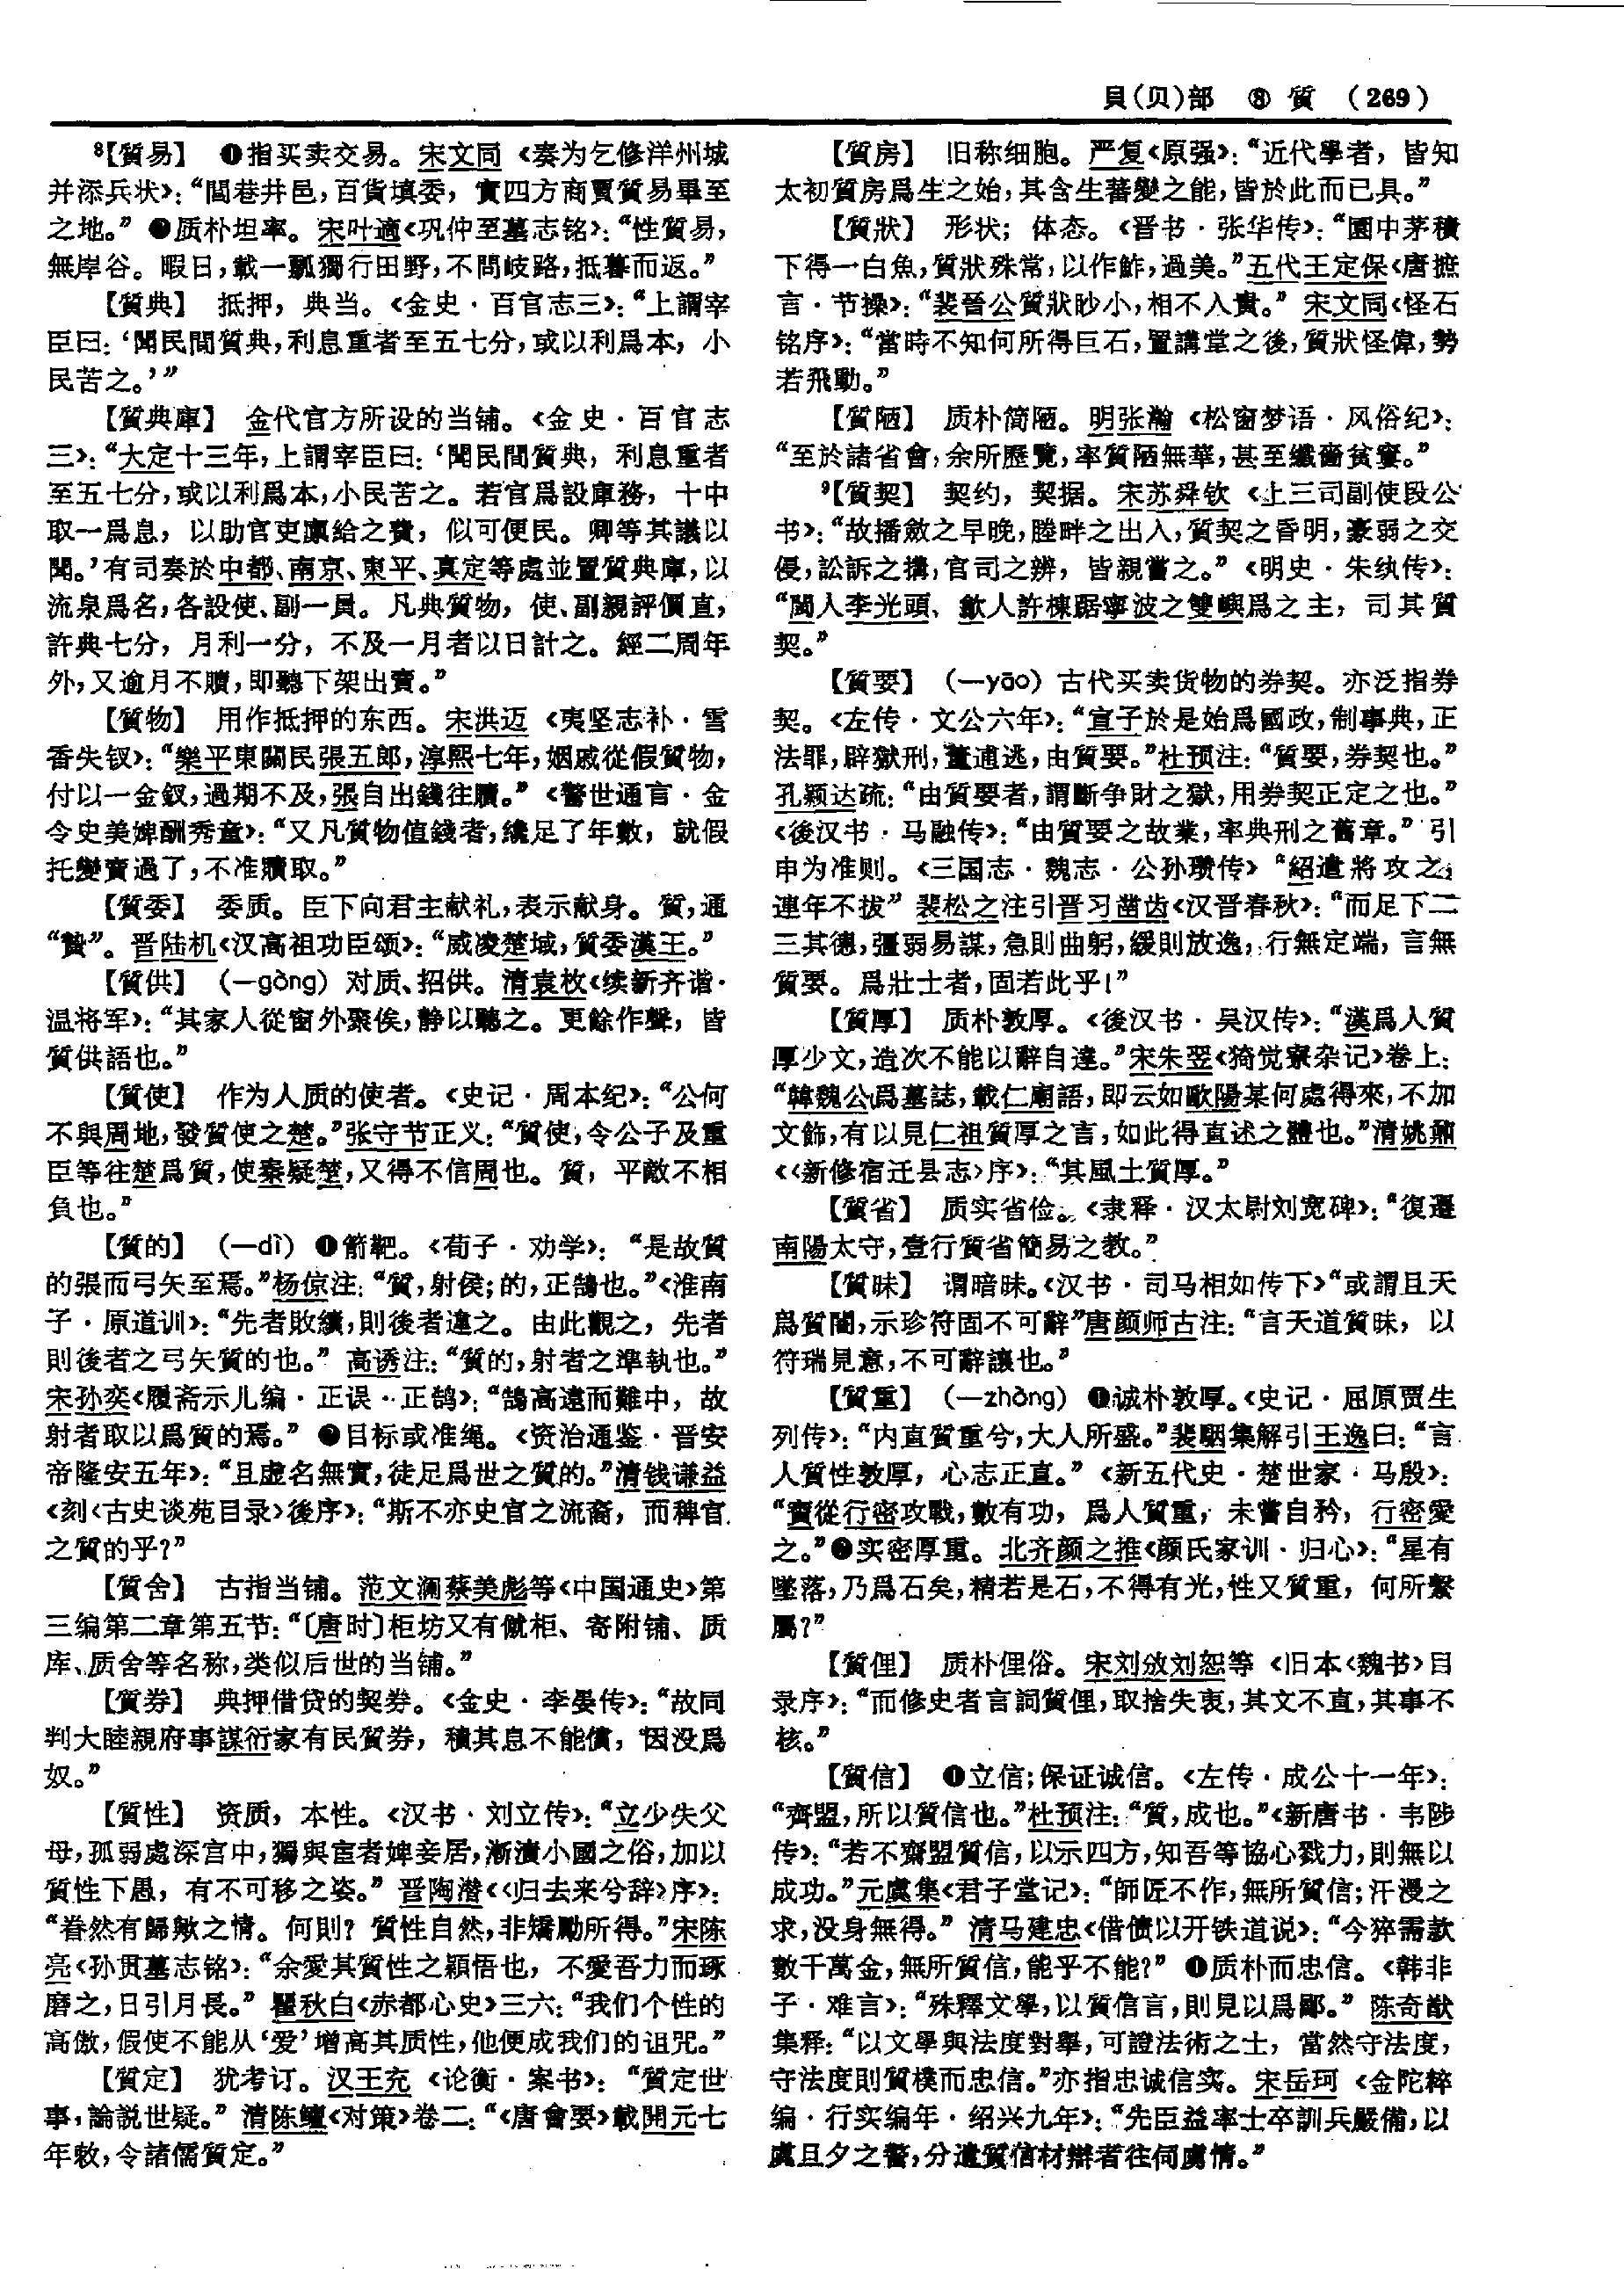 貝(贝)部　⑧ 質　(269)
⁸【質易】　❶指买卖交易。宋文同《奏为乞修洋州城
并添兵状》：“閭巷井邑，百貨填委，實四方商賈質易畢至
之地。”❷质朴坦率。宋叶適《巩仲至墓志铭》：“性質易，
無岸谷。暇日，載一瓢獨行田野，不問岐路，抵暮而返。”
【質典】　抵押，典当。《金史·百官志三》：“上謂宰
臣曰：‘聞民間質典，利息重者至五七分，或以利爲本，小
民苦之。’”
【質典庫】　金代官方所设的当铺。《金史·百官志
三》：“大定十三年，上謂宰臣曰：‘聞民間質典，利息重者
至五七分，或以利爲本，小民苦之。若官爲設庫務，十中
取一爲息，以助官吏廪給之費，似可便民。卿等其議以
聞。’有司奏於中都、南京、東平、真定等處並置質典庫，以
流泉爲名，各設使、副一員。凡典質物，使、副親評價直，
許典七分，月利一分，不及一月者以日計之。經二周年
外，又逾月不贖，即聽下架出賣。”
【質物】　用作抵押的东西。宋洪迈《夷坚志补·雪
香失钗》：“樂平東關民張五郎，淳熙七年，姻戚從假質物，
付以一金釵，過期不及，張自出錢往贖。”《警世通言·金
令史美婢酬秀童》：“又凡質物值錢者，纔足了年數，就假
托變賣過了，不准贖取。”
【質委】　委质。臣下向君主献礼，表示献身。質，通
“贄”。晋陆机《汉高祖功臣颂》：“威凌楚域，質委漢王。”
【質供】　（—gòng）对质、招供。清袁枚《续新齐谐·
温将军》：“其家人從窗外聚俟，静以聽之。更餘作聲，皆
質供語也。”
【質使】　作为人质的使者。《史记·周本纪》：“公何
不與周地，發質使之楚。”张守节正义：“質使，令公子及重
臣等往楚爲質，使秦疑楚，又得不信周也。質，平敵不相
負也。”
【質的】　（—dì）❶箭靶。《荀子·劝学》：“是故質
的張而弓矢至焉。”杨倞注：“質，射侯；的，正鵠也。”《淮南
子·原道训》：“先者敗績，則後者違之。由此觀之，先者
則後者之弓矢質的也。”高诱注：“質的，射者之準執也。”
宋孙奕《履斋示儿编·正误·正鹄》：“鵠高遠而難中，故
射者取以爲質的焉。”❷目标或准绳。《资治通鉴·晋安
帝隆安五年》：“且虚名無實，徒足爲世之質的。”清钱谦益
《刻〈古史谈苑目录〉後序》：“斯不亦史官之流裔，而稗官
之質的乎？”
【質舍】　古指当铺。范文澜蔡美彪等《中国通史》第
三编第二章第五节：“〔唐时〕柜坊又有僦柜、寄附铺、质
库、质舍等名称，类似后世的当铺。”
【質券】　典押借贷的契券。《金史·李晏传》：“故同
判大睦親府事謀衍家有民質券，積其息不能償，因没爲
奴。”
【質性】　资质，本性。《汉书·刘立传》：“立少失父
母，孤弱處深宫中，獨與宦者婢妾居，漸漬小國之俗，加以
質性下愚，有不可移之姿。”晋陶潜《〈归去来兮辞〉序》：
“眷然有歸歟之情。何則？質性自然，非矯勵所得。”宋陈
亮《孙贯墓志铭》：“余愛其質性之穎悟也，不愛吾力而琢
磨之，日引月長。”瞿秋白《赤都心史》三六：“我们个性的
高傲，假使不能从‘爱’增高其质性，他便成我们的诅咒。”
【質定】　犹考订。汉王充《论衡·案书》：“質定世
事，論説世疑。”清陈鳣《对策》卷二：“《唐會要》載開元七
年敕，令諸儒質定。”
【質房】　旧称细胞。严复《原强》：“近代學者，皆知
太初質房爲生之始，其含生蕃變之能，皆於此而已具。”
【質狀】　形状；体态。《晋书·张华传》：“園中茅積
下得一白魚，質狀殊常，以作鮓，過美。”五代王定保《唐摭
言·节操》：“裴晉公質狀眇小，相不入貴。”宋文同《怪石
铭序》：“當時不知何所得巨石，置講堂之後，質狀怪偉，勢
若飛動。”
【質陋】　质朴简陋。明张瀚《松窗梦语·风俗纪》：
“至於諸省會，余所歷覽，率質陋無華，甚至纖嗇貧窶。”
⁹【質契】　契约，契据。宋苏舜钦《上三司副使段公
书》：“故播斂之早晚，塍畔之出入，質契之昏明，豪弱之交
侵，訟訴之搆，官司之辨，皆親嘗之。”《明史·朱纨传》：
“閩人李光頭、歙人許棟踞寧波之雙嶼爲之主，司其質
契。”
【質要】　（—yāo）古代买卖货物的券契。亦泛指券
契。《左传·文公六年》：“宣子於是始爲國政，制事典，正
法罪，辟獄刑，董逋逃，由質要。”杜预注：“質要，券契也。”
孔颖达疏：“由質要者，謂斷争財之獄，用券契正定之也。”
《後汉书·马融传》：“由質要之故業，率典刑之舊章。”引
申为准则。《三国志·魏志·公孙瓒传》“紹遣將攻之，
連年不拔”裴松之注引晋习凿齿《汉晋春秋》：“而足下二
三其德，彊弱易謀，急則曲躬，緩則放逸，行無定端，言無
質要。爲壯士者，固若此乎！”
【質厚】　质朴敦厚。《後汉书·吴汉传》：“漢爲人質
厚少文，造次不能以辭自達。”宋朱翌《猗觉寮杂记》卷上：
“韓魏公爲墓誌，載仁廟語，即云如歐陽某何處得來，不加
文飾，有以見仁祖質厚之言，如此得直述之體也。”清姚鼐
《〈新修宿迁县志〉序》：“其風土質厚。”
【質省】　质实省俭。《隶释·汉太尉刘宽碑》：“復遷
南陽太守，壹行質省簡易之教。”
【質昧】　谓暗昧。《汉书·司马相如传下》“或謂且天
爲質闇，示珍符固不可辭”唐颜师古注：“言天道質昧，以
符瑞見意，不可辭讓也。”
【質重】　（—zhòng）❶诚朴敦厚。《史记·屈原贾生
列传》：“内直質重兮，大人所盛。”裴駰集解引王逸曰：“言
人質性敦厚，心志正直。”《新五代史·楚世家·马殷》：
“賨從行密攻戰，數有功，爲人質重，未嘗自矜，行密愛
之。”❷实密厚重。北齐颜之推《颜氏家训·归心》：“星有
墜落，乃爲石矣，精若是石，不得有光，性又質重，何所繫
屬？”
【質俚】　质朴俚俗。宋刘攽刘恕等《旧本〈魏书〉目
录序》：“而修史者言詞質俚，取捨失衷，其文不直，其事不
核。”
【質信】　❶立信；保证诚信。《左传·成公十一年》：
“齊盟，所以質信也。”杜预注：“質，成也。”《新唐书·韦陟
传》：“若不齋盟質信，以示四方，知吾等協心戮力，則無以
成功。”元虞集《君子堂记》：“師匠不作，無所質信；汗漫之
求，没身無得。”清马建忠《借债以开铁道说》：“今猝需款
數千萬金，無所質信，能乎不能？”❶质朴而忠信。《韩非
子·难言》：“殊釋文學，以質信言，則見以爲鄙。”陈奇猷
集释：“以文學與法度對舉，可證法術之士，當然守法度，
守法度則質樸而忠信。”亦指忠诚信实。宋岳珂《金陀粹
编·行实编年·绍兴九年》：“先臣益率士卒訓兵嚴備，以
虞旦夕之警，分遣質信材辯者往伺虜情。”